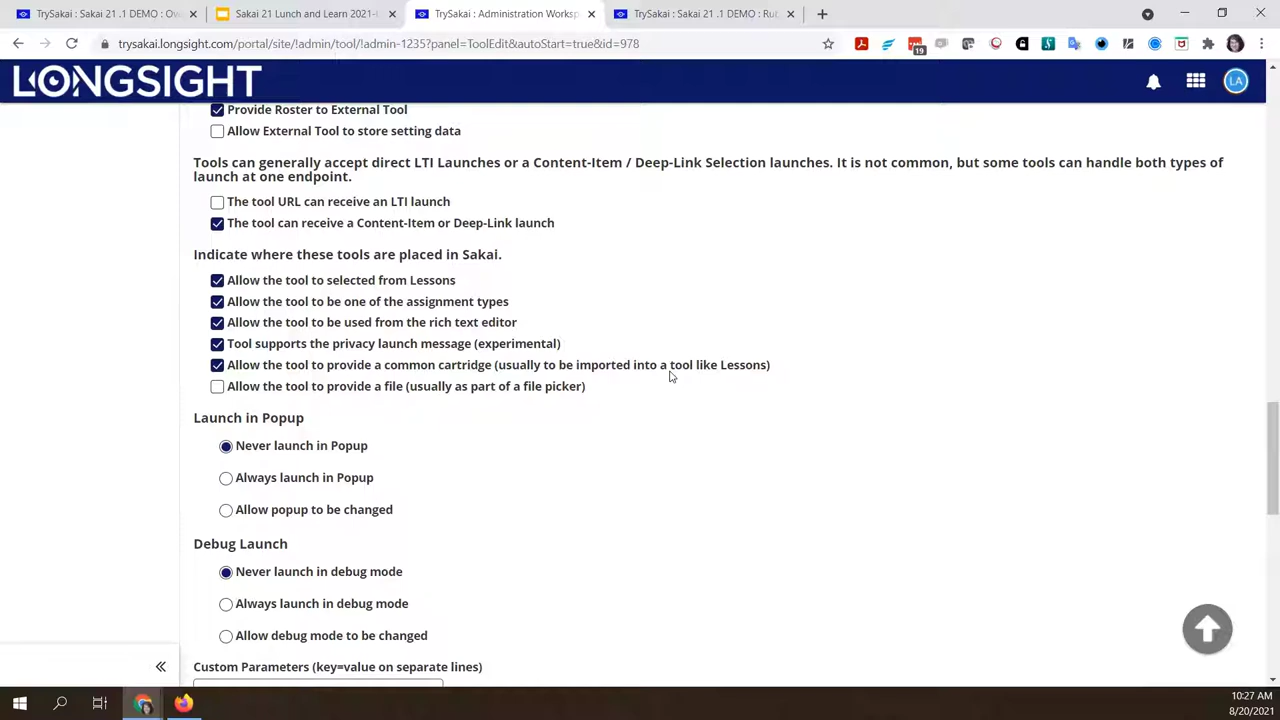 TrySakai : Sakai 21 .1 DEMO : Ov
Sakai 21 Lunch and Learn 2021-
TrySakai : Administration Worksp
TrySakai : Sakai 21 .1 DEMO : Rub
trysakai.longsight.com/portal/site/!admin/tool/!admin-1235?panel=ToolEdit&autoStart=true&id=978
19
LONGSIGHT
LA
Provide Roster to External Tool
Allow External Tool to store setting data
Tools can generally accept direct LTI Launches or a Content-Item / Deep-Link Selection launches. It is not common, but some tools can handle both types of
launch at one endpoint.
The tool URL can receive an LTI launch
The tool can receive a Content-Item or Deep-Link launch
Indicate where these tools are placed in Sakai.
Allow the tool to selected from Lessons
Allow the tool to be one of the assignment types
Allow the tool to be used from the rich text editor
Tool supports the privacy launch message (experimental)
Allow the tool to provide a common cartridge (usually to be imported into a tool like Lessons)
Allow the tool to provide a file (usually as part of a file picker)
Launch in Popup
Never launch in Popup
Always launch in Popup
Allow popup to be changed
Debug Launch
Never launch in debug mode
Always launch in debug mode
Allow debug mode to be changed
Custom Parameters (key=value on separate lines)
10:27 AM
8/20/2021